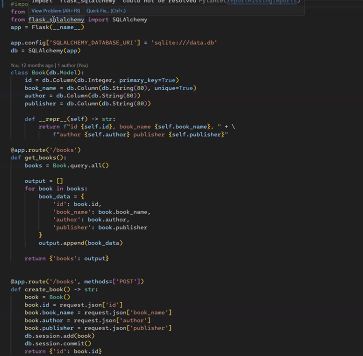 #impo
import "flask_sqlalchemy" could not be resolved Pylance(reportMissingImports)
View Problem (Alt+F8) Quick Fix... (Ctrl+.)
from
from flask_sqlalchemy import SQLAlchemy
app = Flask(__name__)
app.config['SQLALCHEMY_DATABASE_URI'] = 'sqlite:///data.db'
db = SQLAlchemy(app)
You, 12 months ago | 1 author (You)
class Book(db.Model):
    id = db.Column(db.Integer, primary_key=True)
    book_name = db.Column(db.String(80), unique=True)
    author = db.Column(db.String(80))
    publisher = db.Column(db.String(80))
    def __repr__(self) -> str:
        return f"id {self.id}, book_name {self.book_name}, " + \
            f"author {self.author} publisher {self.publisher}"
@app.route('/books')
def get_books():
    books = Book.query.all()
    output = []
    for book in books:
        book_data = {
            'id': book.id,
            'book_name': book.book_name,
            'author': book.author,
            'publisher': book.publisher
        }
        output.append(book_data)
    return {'books': output}
@app.route('/books', methods=['POST'])
def create_book() -> str:
    book = Book()
    book.id = request.json['id']
    book.book_name = request.json['book_name']
    book.author = request.json['author']
    book.publisher = request.json['publisher']
    db.session.add(book)
    db.session.commit()
    return {"id": book.id}